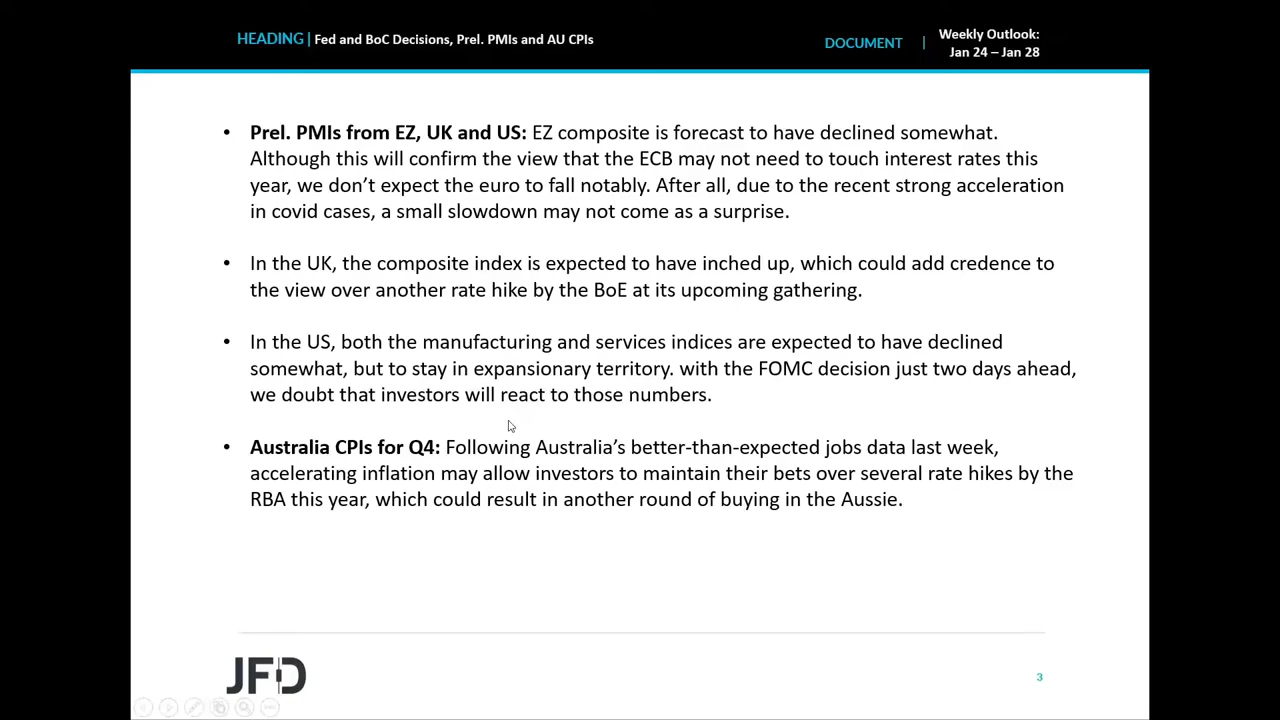 HEADING | Fed and BoC Decisions, Prel. PMIs and AU CPIs
DOCUMENT | Weekly Outlook:
Jan 24 – Jan 28
• Prel. PMIs from EZ, UK and US: EZ composite is forecast to have declined somewhat.
Although this will confirm the view that the ECB may not need to touch interest rates this
year, we don't expect the euro to fall notably. After all, due to the recent strong acceleration
in covid cases, a small slowdown may not come as a surprise.
• In the UK, the composite index is expected to have inched up, which could add credence to
the view over another rate hike by the BoE at its upcoming gathering.
• In the US, both the manufacturing and services indices are expected to have declined
somewhat, but to stay in expansionary territory. with the FOMC decision just two days ahead,
we doubt that investors will react to those numbers.
• Australia CPIs for Q4: Following Australia's better-than-expected jobs data last week,
accelerating inflation may allow investors to maintain their bets over several rate hikes by the
RBA this year, which could result in another round of buying in the Aussie.
JFD
3